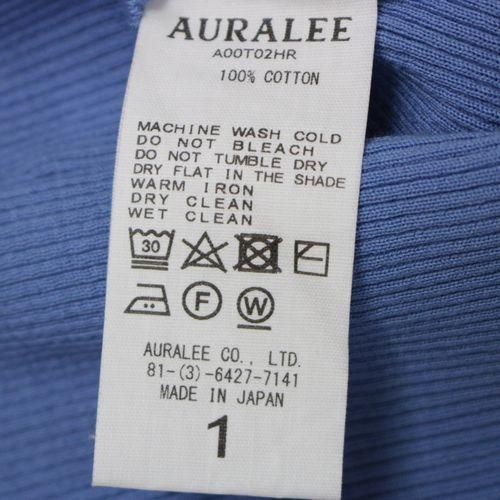 AURALEE
A00T02HR
100% COTTON
MACHINE WASH COLD
DO NOT BLEACH
DO NOT TUMBLE DRY
DRY FLAT IN THE SHADE
WARM IRON
DRY CLEAN
WET CLEAN
30
F W
AURALEE CO., LTD.
81-(3)-6427-7141
MADE IN JAPAN
1